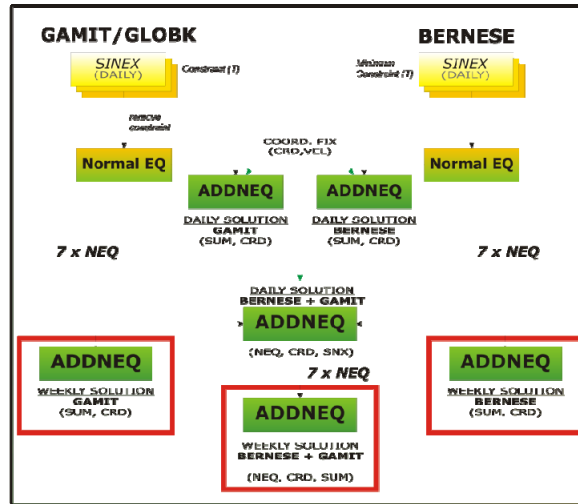 GAMIT/GLOBK
BERNESE
SINEX
(DAILY)
Constraint (T)
Minimum
Constraint (T)
SINEX
(DAILY)
remove
constraint
COORD. FIX
(CRD,VEL)
Normal EQ
Normal EQ
ADDNEQ
ADDNEQ
DAILY SOLUTION
GAMIT
(SUM, CRD)
DAILY SOLUTION
BERNESE
(SUM, CRD)
7 x NEQ
7 x NEQ
DAILY SOLUTION
BERNESE + GAMIT
ADDNEQ
(NEQ, CRD, SNX)
7 x NEQ
ADDNEQ
WEEKLY SOLUTION
GAMIT
(SUM, CRD)
ADDNEQ
WEEKLY SOLUTION
BERNESE
(SUM, CRD)
ADDNEQ
WEEKLY SOLUTION
BERNESE + GAMIT
(NEQ, CRD, SUM)